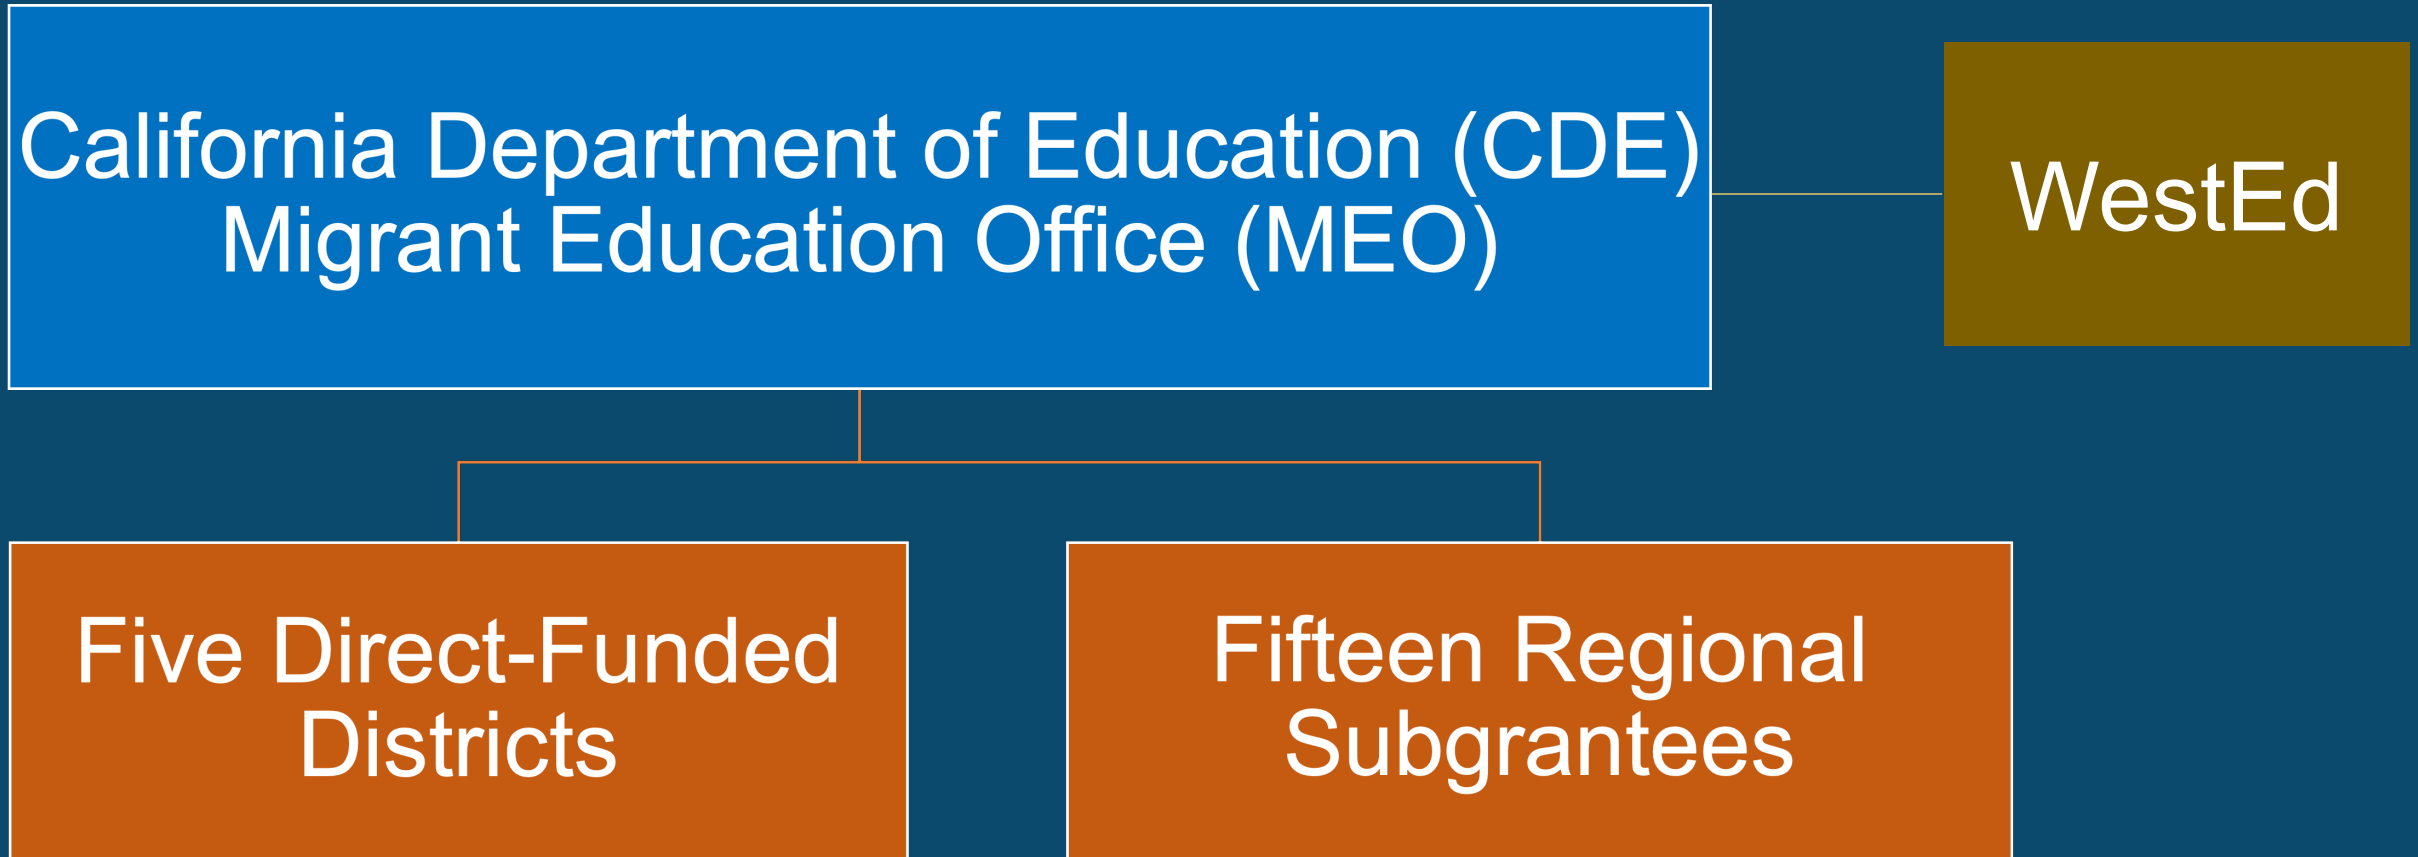 California Department of Education (CDE)
Migrant Education Office (MEO)
WestEd
Five Direct-Funded
Districts
Fifteen Regional
Subgrantees